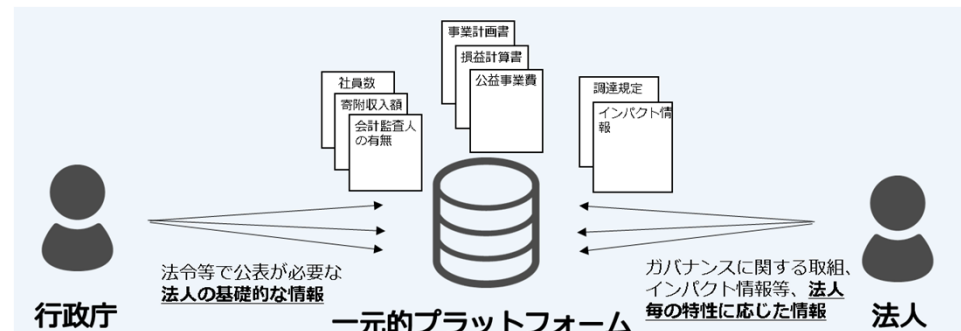 事業計画書
損益計算書
公益事業費
社員数
寄附収入額
会計監査人
の有無
調達規定
インパクト情
報
法令等で公表が必要な
法人の基礎的な情報
ガバナンスに関する取組、
インパクト情報等、法人
毎の特性に応じた情報
行政庁
一元的プラットフォーム
法人